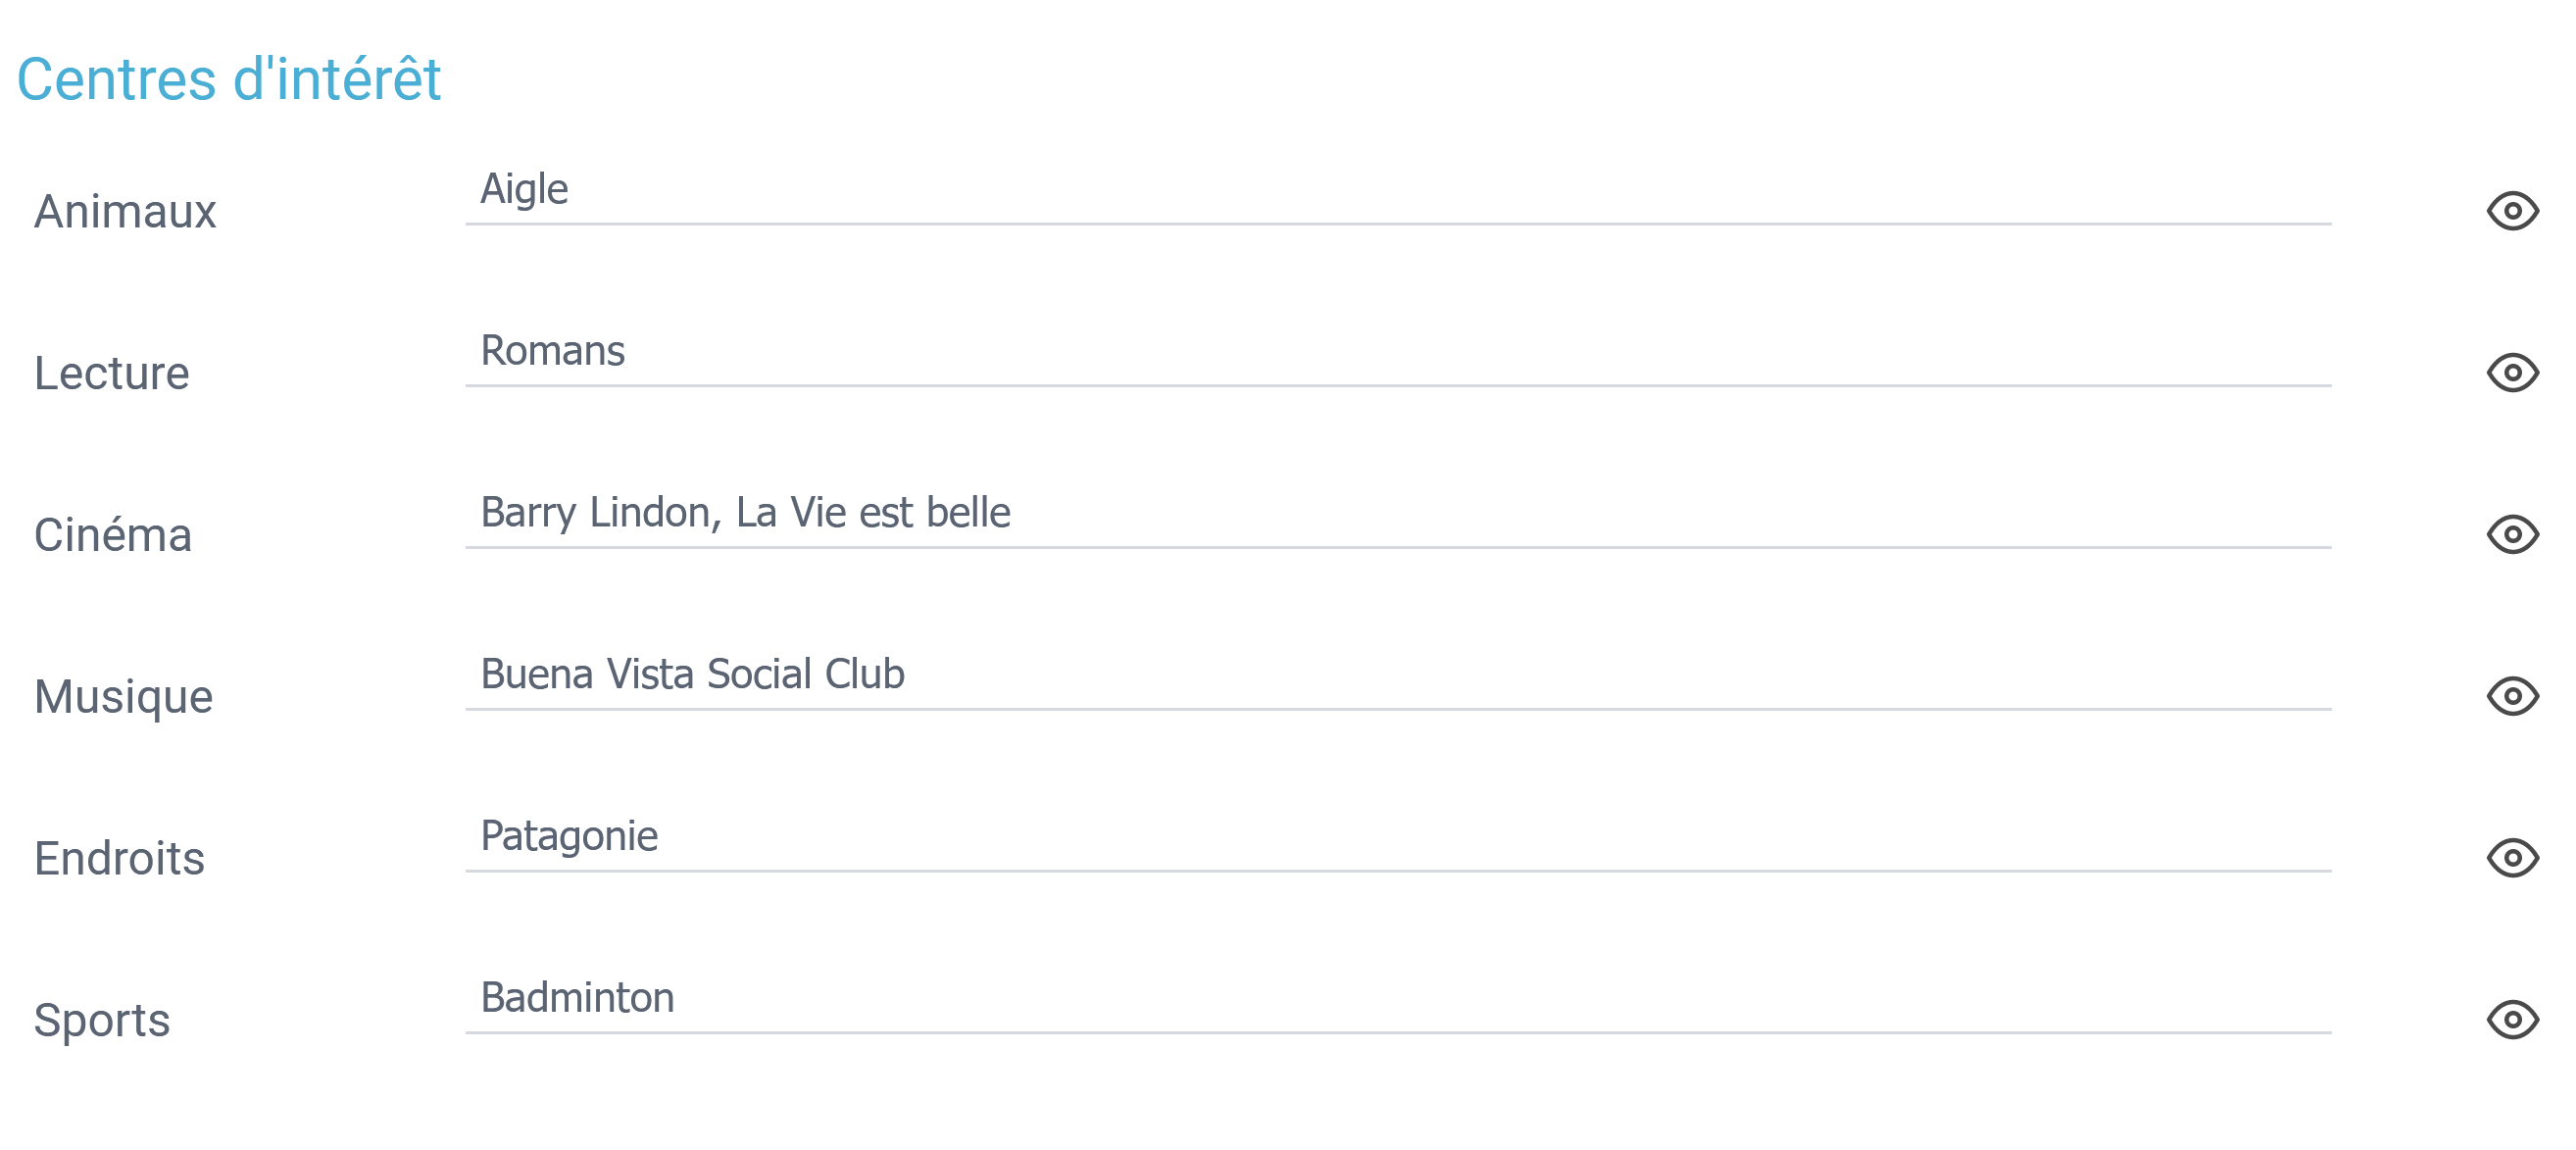 Centres d'intérêt
Animaux Aigle
Lecture Romans
Cinéma Barry Lindon, La Vie est belle
Musique Buena Vista Social Club
Endroits Patagonie
Sports Badminton